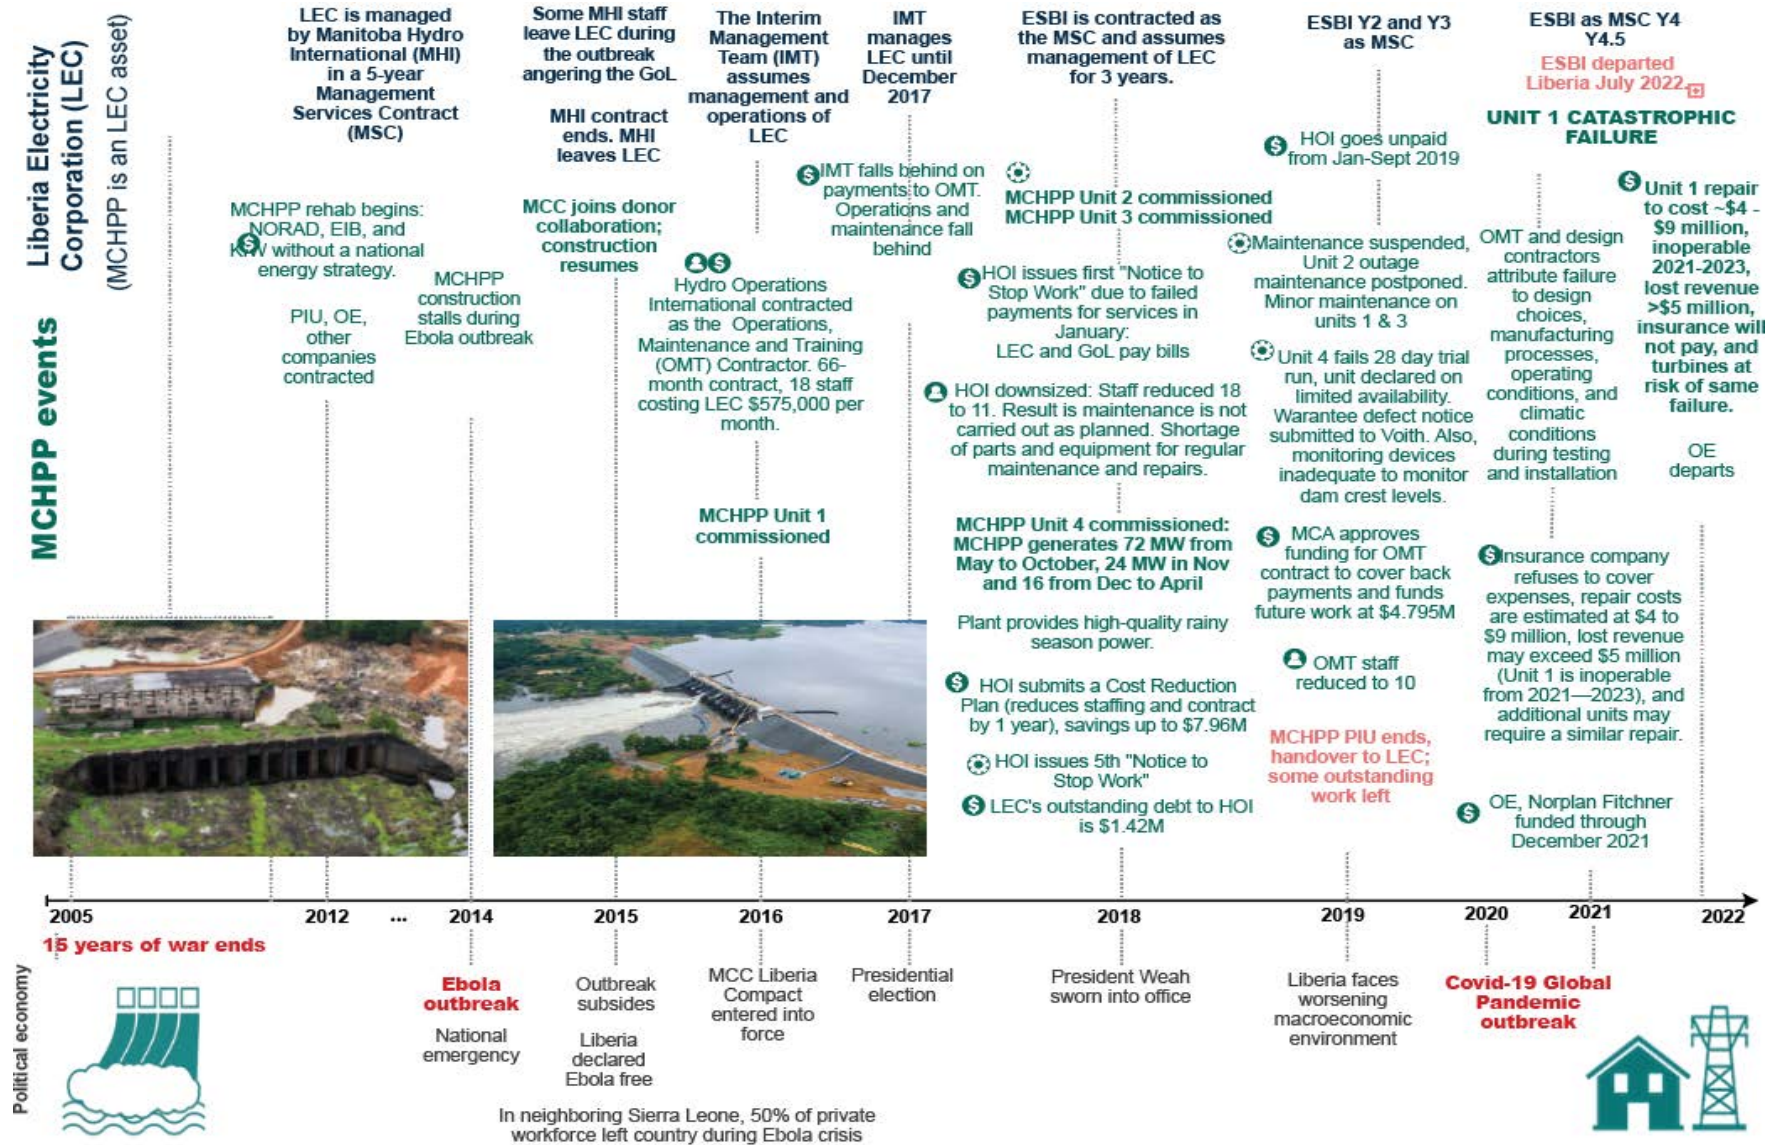 Liberia Electricity
Corporation (LEC)
(MCHPP is an LEC asset)
MCHPP events
Political economy
LEC is managed
by Manitoba Hydro
International (MHI)
in a 5-year
Management
Services Contract
(MSC)
MCHPP rehab begins:
NORAD, EIB, and
KfW without a national
energy strategy.
PIU, OE,
other
companies
contracted
MCHPP
construction
stalls during
Ebola outbreak
Some MHI staff
leave LEC during
the outbreak
angering the GoL
MHI contract
ends. MHI
leaves LEC
MCC joins donor
collaboration;
construction
resumes
The Interim
Management
Team (IMT)
assumes
management and
operations of
LEC
$
Hydro Operations
International contracted
as the Operations,
Maintenance and Training
(OMT) Contractor. 66-
month contract, 18 staff
costing LEC $575,000 per
month.
MCHPP Unit 1
commissioned
IMT
manages
LEC until
December
2017
$ IMT falls behind on
payments to OMT.
Operations and
maintenance fall
behind
ESBI is contracted as
the MSC and assumes
management of LEC
for 3 years.
MCHPP Unit 2 commissioned
MCHPP Unit 3 commissioned
$ HOI issues first "Notice to
Stop Work" due to failed
payments for services in
January:
LEC and GoL pay bills
HOI downsized: Staff reduced 18
to 11. Result is maintenance is not
carried out as planned. Shortage
of parts and equipment for regular
maintenance and repairs.
MCHPP Unit 4 commissioned:
MCHPP generates 72 MW from
May to October, 24 MW in Nov
and 16 from Dec to April
Plant provides high-quality rainy
season power.
$ HOI submits a Cost Reduction
Plan (reduces staffing and contract
by 1 year), savings up to $7.96M
HOI issues 5th "Notice to
Stop Work"
$ LEC's outstanding debt to HOI
is $1.42M
ESBI Y2 and Y3
as MSC
$ HOI goes unpaid
from Jan-Sept 2019
Maintenance suspended,
Unit 2 outage
maintenance postponed.
Minor maintenance on
units 1 & 3
Unit 4 fails 28 day trial
run, unit declared on
limited availability.
Warantee defect notice
submitted to Voith. Also,
monitoring devices
inadequate to monitor
dam crest levels.
$ MCA approves
funding for OMT
contract to cover back
payments and funds
future work at $4.795M
OMT staff
reduced to 10
MCHPP PIU ends,
handover to LEC;
some outstanding
work left
ESBI as MSC Y4
Y4.5
ESBI departed
Liberia July 2022.
UNIT 1 CATASTROPHIC
FAILURE
OMT and design
contractors
attribute failure
to design
choices,
manufacturing
processes,
operating
conditions, and
climatic
conditions
during testing
and installation
$ Insurance company
refuses to cover
expenses, repair costs
are estimated at $4 to
$9 million, lost revenue
may exceed $5 million
(Unit 1 is inoperable
from 2021—2023), and
additional units may
require a similar repair.
$ OE, Norplan Fitchner
funded through
December 2021
$ Unit 1 repair
to cost ~$4 -
$9 million,
inoperable
2021-2023,
lost revenue
>$5 million,
insurance will
not pay, and
turbines at
risk of same
failure.
OE
departs
2005
2012
...
2014
2015
2016
2017
2018
2019
2020
2021
2022
15 years of war ends
Ebola
outbreak
National
emergency
Outbreak
subsides
Liberia
declared
Ebola free
In neighboring Sierra Leone, 50% of private
workforce left country during Ebola crisis
MCC Liberia
Compact
entered into
force
Presidential
election
President Weah
sworn into office
Liberia faces
worsening
macroeconomic
environment
Covid-19 Global
Pandemic
outbreak